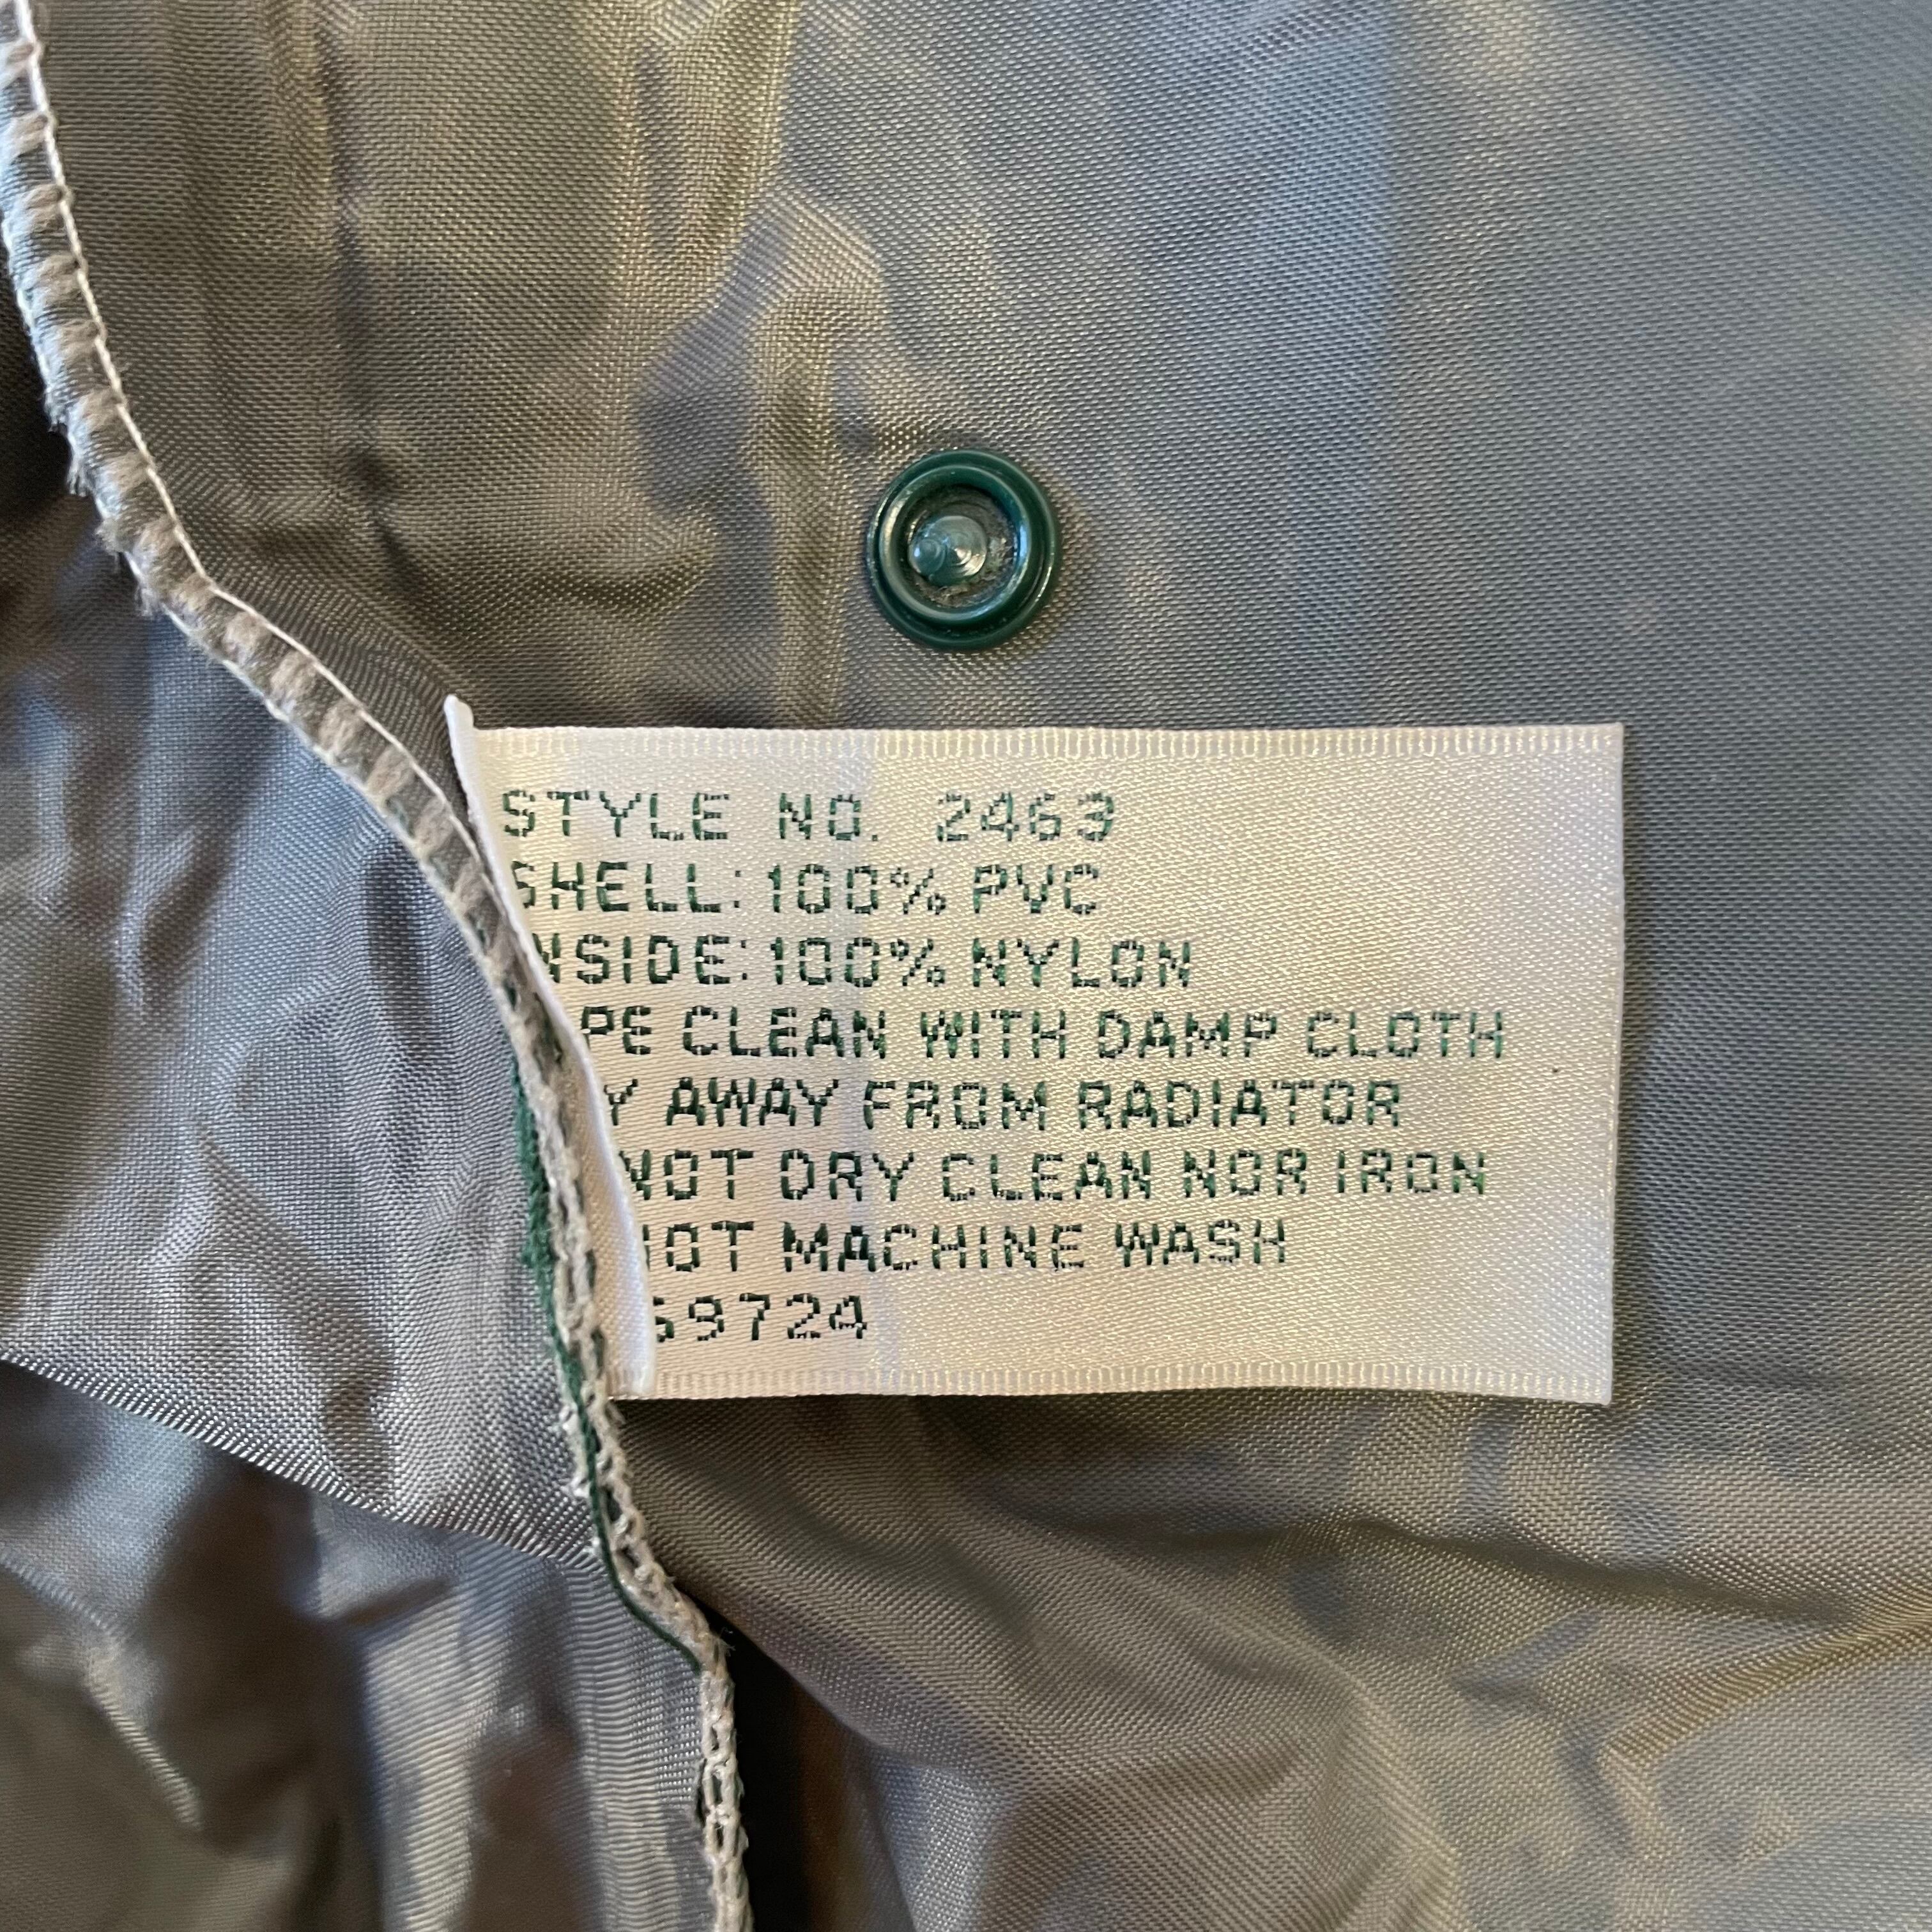 STYLE NO. 2463
SHELL: 100% PVC
NSIDE: 100% NYLON
PE CLEAN WITH DAMP CLOTH
Y AWAY FROM RADIATOR
NOT DRY CLEAN NOR IRON
NOT MACHINE WASH
9724